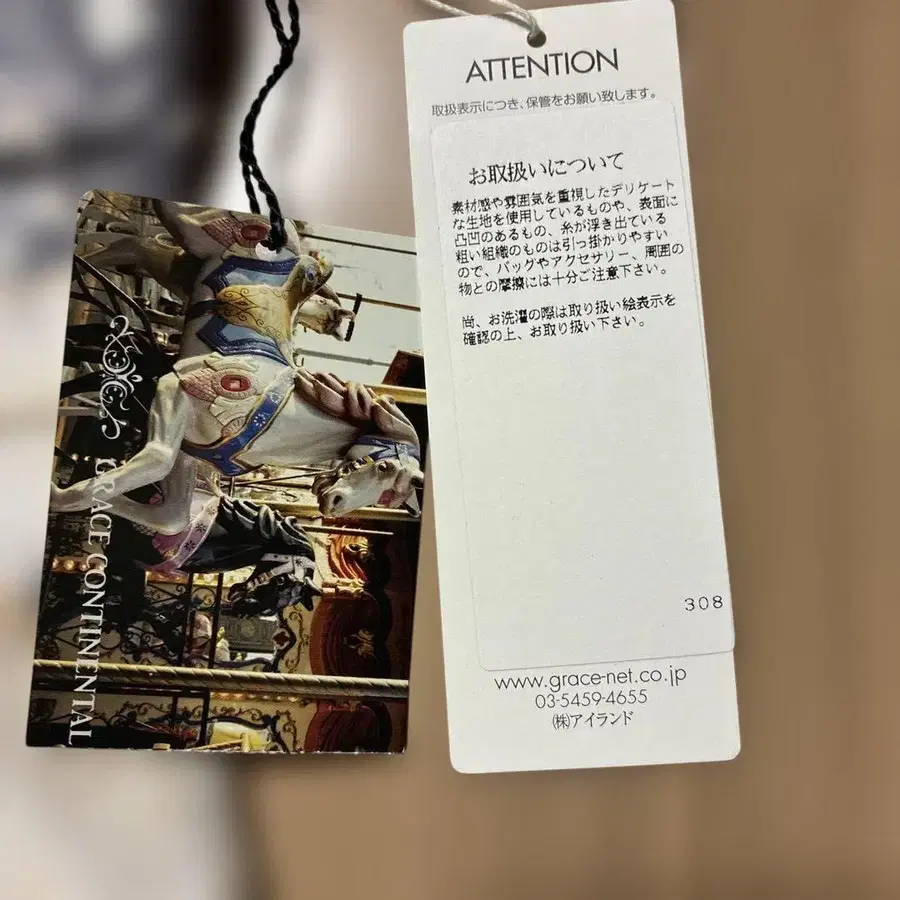 GRACE CONTINENTAL
ATTENTION
取扱表示につき、保管をお願い致します。
お取扱いについて
素材感や雰囲気を重視したデリケート
な生地を使用しているものや、表面に
凸凹のあるもの、糸が浮き出ている
粗い組織のものは引っ掛かりやすい
ので、バッグやアクセサリー、周囲の
物との摩擦には十分ご注意下さい。
尚、お洗濯の際は取り扱い絵表示を
確認の上、お取り扱い下さい。
308
www.grace-net.co.jp
03-5459-4655
㈱アイランド